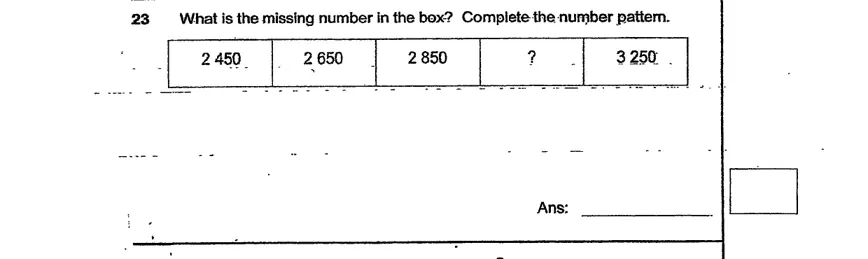 23 What is the missing number in the box? Complete the number pattern.
2 450 2 650 2 850 ? 3 250
Ans: